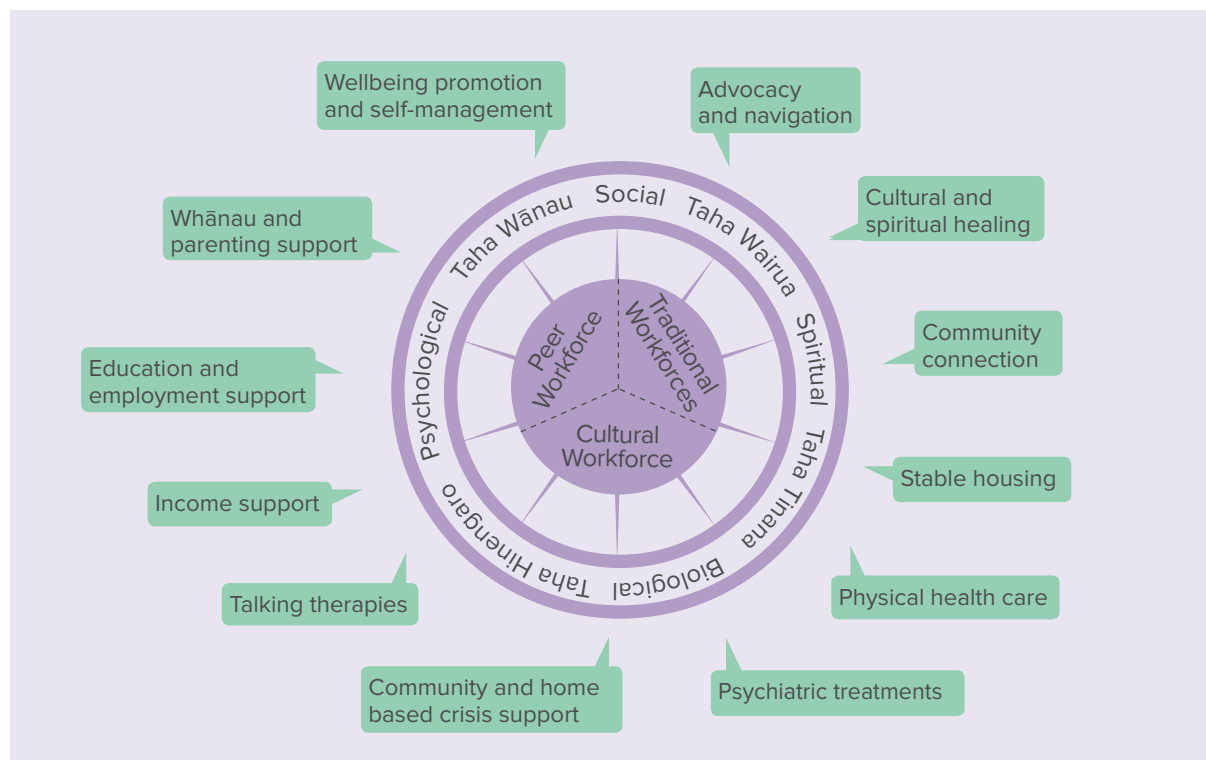 Wellbeing promotion
and self-management
Advocacy
and navigation
Cultural and
spiritual healing
Community
connection
Stable housing
Physical health care
Psychiatric treatments
Community and home
based crisis support
Talking therapies
Income support
Education and
employment support
Whānau and
parenting support
Social
Taha Wairua
Spiritual
Taha Tinana
Biological
Taha Hinengaro
Psychological
Taha Wānau
Peer
Workforce
Traditional
Workforces
Cultural
Workforce